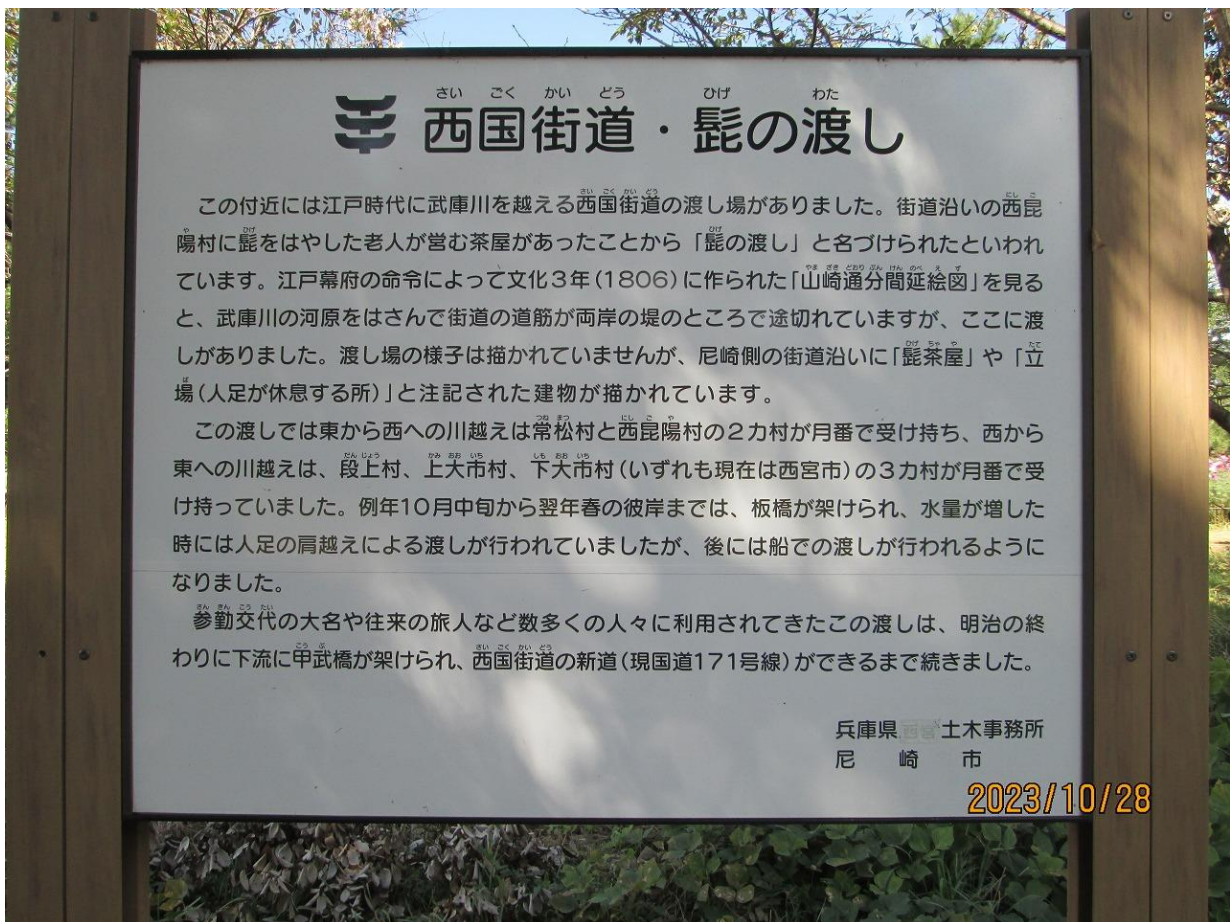 西国街道・髭の渡し
この付近には江戸時代に武庫川を越える西国街道の渡し場がありました。街道沿いの西昆
陽村に髭をはやした老人が営む茶屋があったことから「髭の渡し」と名づけられたといわれ
ています。江戸幕府の命令によって文化3年(1806)に作られた「山崎通分間延絵図」を見る
と、武庫川の河原をはさんで街道の道筋が両岸の堤のところで途切れていますが、ここに渡
しがありました。渡し場の様子は描かれていませんが、尼崎側の街道沿いに「髭茶屋」や「立
場(人足が休息する所)」と注記された建物が描かれています。
この渡しでは東から西への川越えは常松村と西昆陽村の2カ村が月番で受け持ち、西から
東への川越えは、段上村、上大市村、下大市村(いずれも現在は西宮市)の3カ村が月番で受
け持っていました。例年10月中旬から翌年春の彼岸までは、板橋が架けられ、水量が増した
時には人足の肩越えによる渡しが行われていましたが、後には船での渡しが行われるように
なりました。
参勤交代の大名や往来の旅人など数多くの人々に利用されてきたこの渡しは、明治の終
わりに下流に甲武橋が架けられ、西国街道の新道(現国道171号線)ができるまで続きました。
兵庫県 土木事務所
尼崎市
2023/10/28